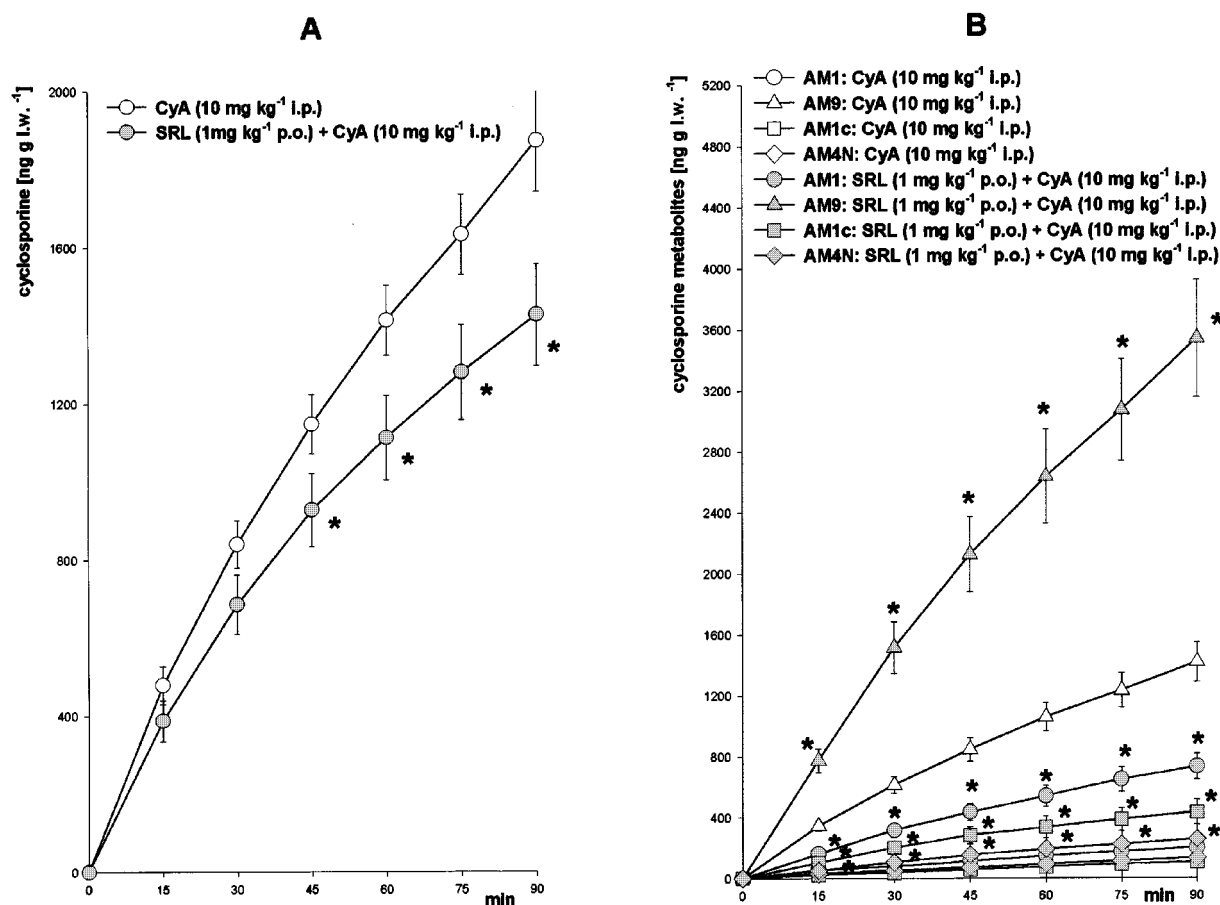 A
cyclosporine [ng g l.w. -1]
CyA (10 mg kg-1 i.p.)
SRL (1mg kg-1 p.o.) + CyA (10 mg kg-1 i.p.)
2000
1600
1200
800
400
0
* * * *
0 15 30 45 60 75 90
min
B
cyclosporine metabolites [ng g l.w. -1]
AM1: CyA (10 mg kg-1 i.p.)
AM9: CyA (10 mg kg-1 i.p.)
AM1c: CyA (10 mg kg-1 i.p.)
AM4N: CyA (10 mg kg-1 i.p.)
AM1: SRL (1 mg kg-1 p.o.) + CyA (10 mg kg-1 i.p.)
AM9: SRL (1 mg kg-1 p.o.) + CyA (10 mg kg-1 i.p.)
AM1c: SRL (1 mg kg-1 p.o.) + CyA (10 mg kg-1 i.p.)
AM4N: SRL (1 mg kg-1 p.o.) + CyA (10 mg kg-1 i.p.)
5200
4800
4400
4000
3600
3200
2800
2400
2000
1600
1200
800
400
0
* * * * * *
* * * * * *
* * * * * *
* * * * * *
0 15 30 45 60 75 90
min